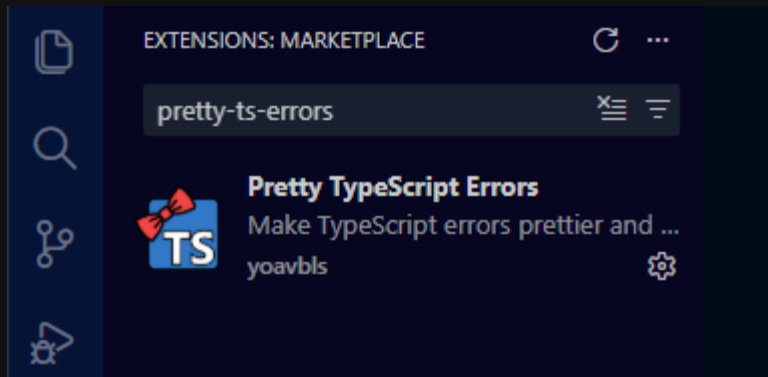 EXTENSIONS: MARKETPLACE
pretty-ts-errors
Pretty TypeScript Errors
Make TypeScript errors prettier and ...
TS
yoavbls